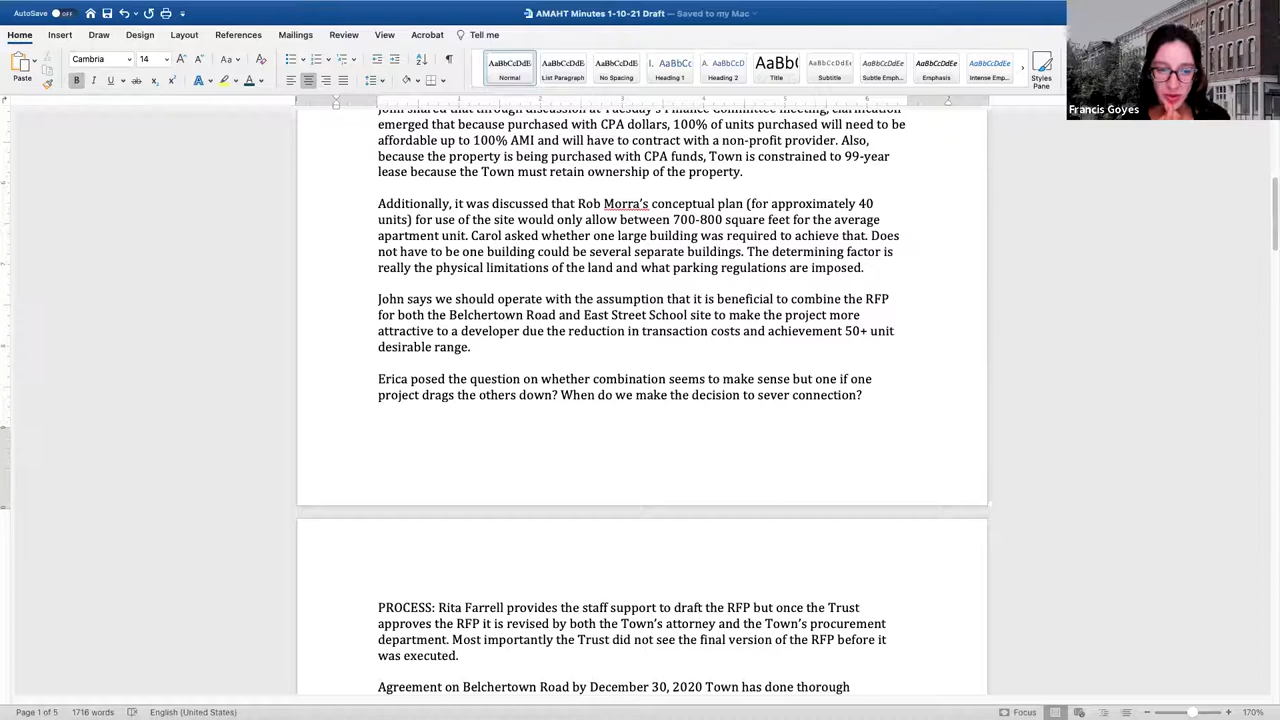 AutoSave OFF
AMAHT Minutes 1-10-21 Draft — Saved to my Mac
Home Insert Draw Design Layout References Mailings Review View Acrobat Tell me
Paste
Cambria 14
AaBbCcDdE AaBbCcDdE AaBbCcDdE AaBbCc AaBbCcD AaBb( AaBbCcDdE AaBbCcDdEe AaBbCcDdEe AaBbCcDdEe
Normal List Paragraph No Spacing Heading 1 Heading 2 Title Subtitle Subtle Emph... Emphasis Intense Emp... Styles Pane
Francis Goyes
emerged that because purchased with CPA dollars, 100% of units purchased will need to be
affordable up to 100% AMI and will have to contract with a non-profit provider. Also,
because the property is being purchased with CPA funds, Town is constrained to 99-year
lease because the Town must retain ownership of the property.
Additionally, it was discussed that Rob Morra's conceptual plan (for approximately 40
units) for use of the site would only allow between 700-800 square feet for the average
apartment unit. Carol asked whether one large building was required to achieve that. Does
not have to be one building could be several separate buildings. The determining factor is
really the physical limitations of the land and what parking regulations are imposed.
John says we should operate with the assumption that it is beneficial to combine the RFP
for both the Belchertown Road and East Street School site to make the project more
attractive to a developer due the reduction in transaction costs and achievement 50+ unit
desirable range.
Erica posed the question on whether combination seems to make sense but one if one
project drags the others down? When do we make the decision to sever connection?
PROCESS: Rita Farrell provides the staff support to draft the RFP but once the Trust
approves the RFP it is revised by both the Town's attorney and the Town's procurement
department. Most importantly the Trust did not see the final version of the RFP before it
was executed.
Agreement on Belchertown Road by December 30, 2020 Town has done thorough
Page 1 of 5 1716 words English (United States) Focus 170%